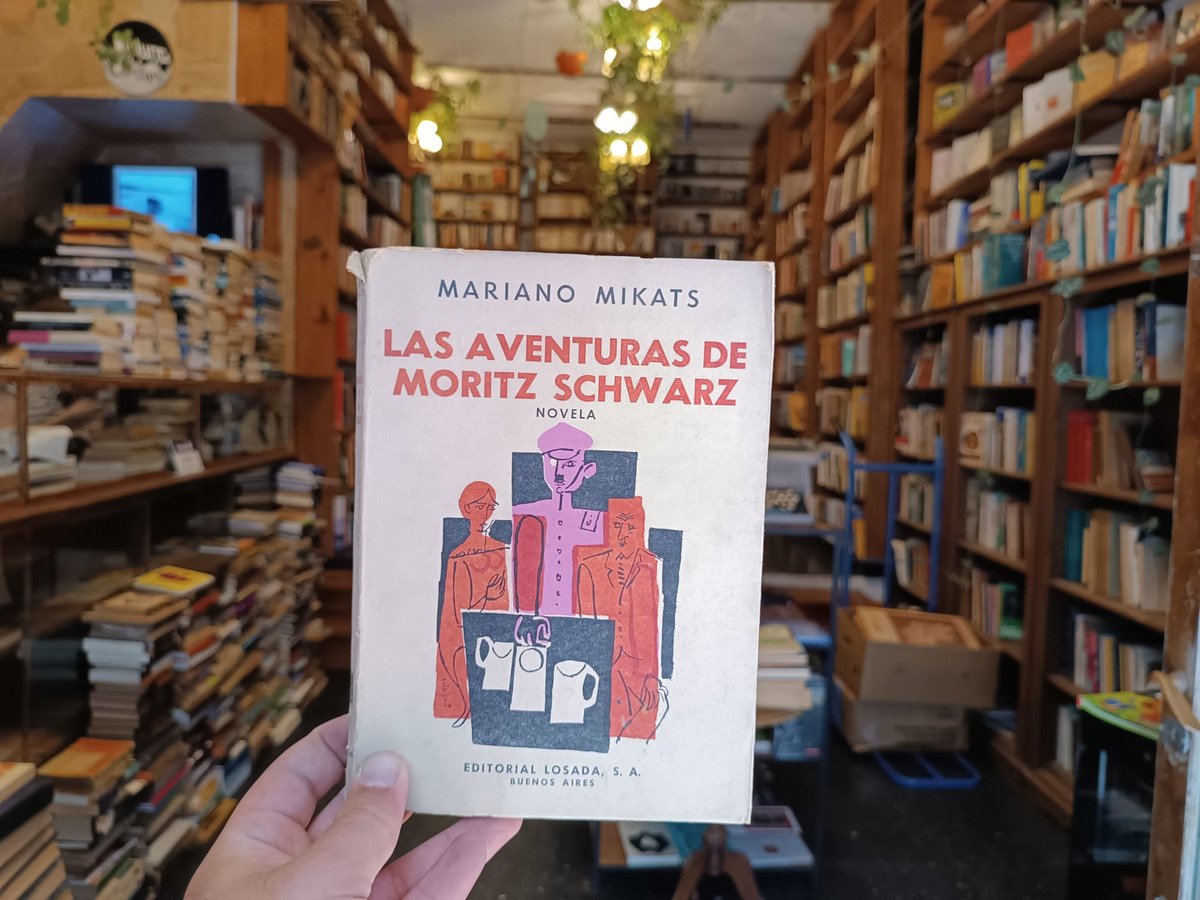 MARIANO MIKATS
LAS AVENTURAS DE
MORITZ SCHWARZ
NOVELA
EDITORIAL LOSADA, S. A.
BUENOS AIRES